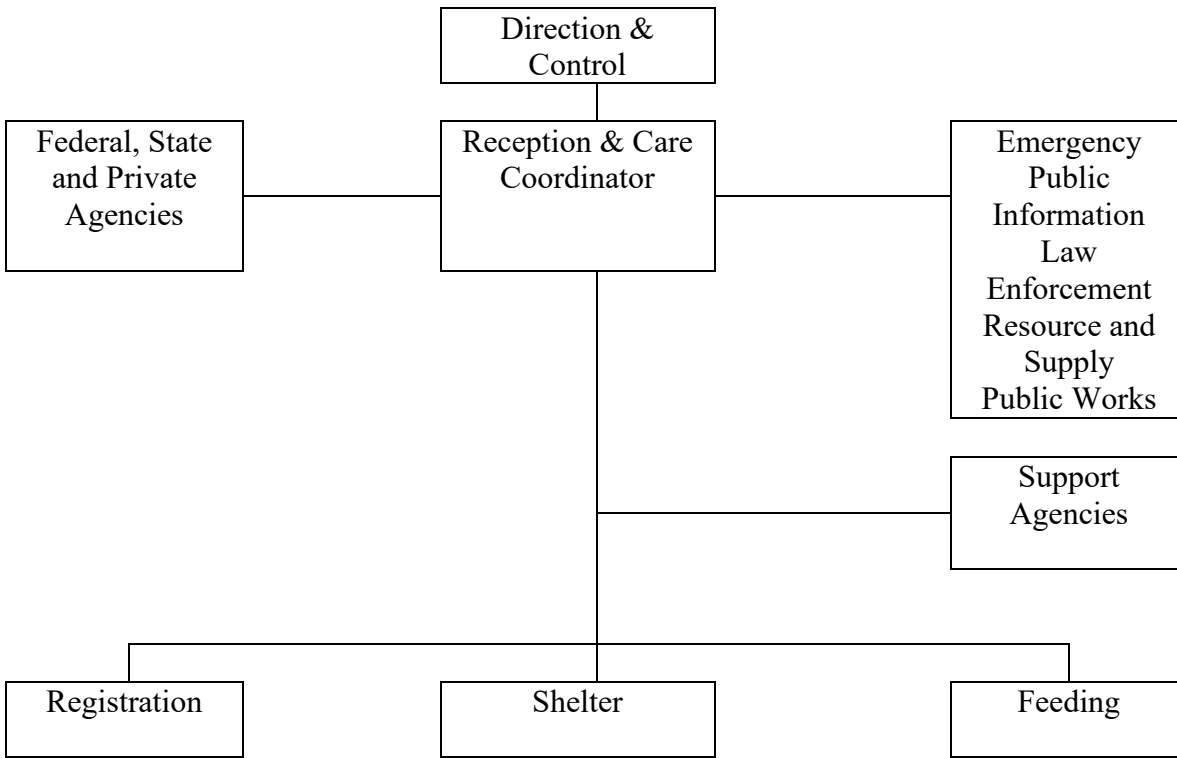 Direction &
Control
Federal, State
and Private
Agencies
Reception & Care
Coordinator
Emergency
Public
Information
Law
Enforcement
Resource and
Supply
Public Works
Support
Agencies
Registration
Shelter
Feeding